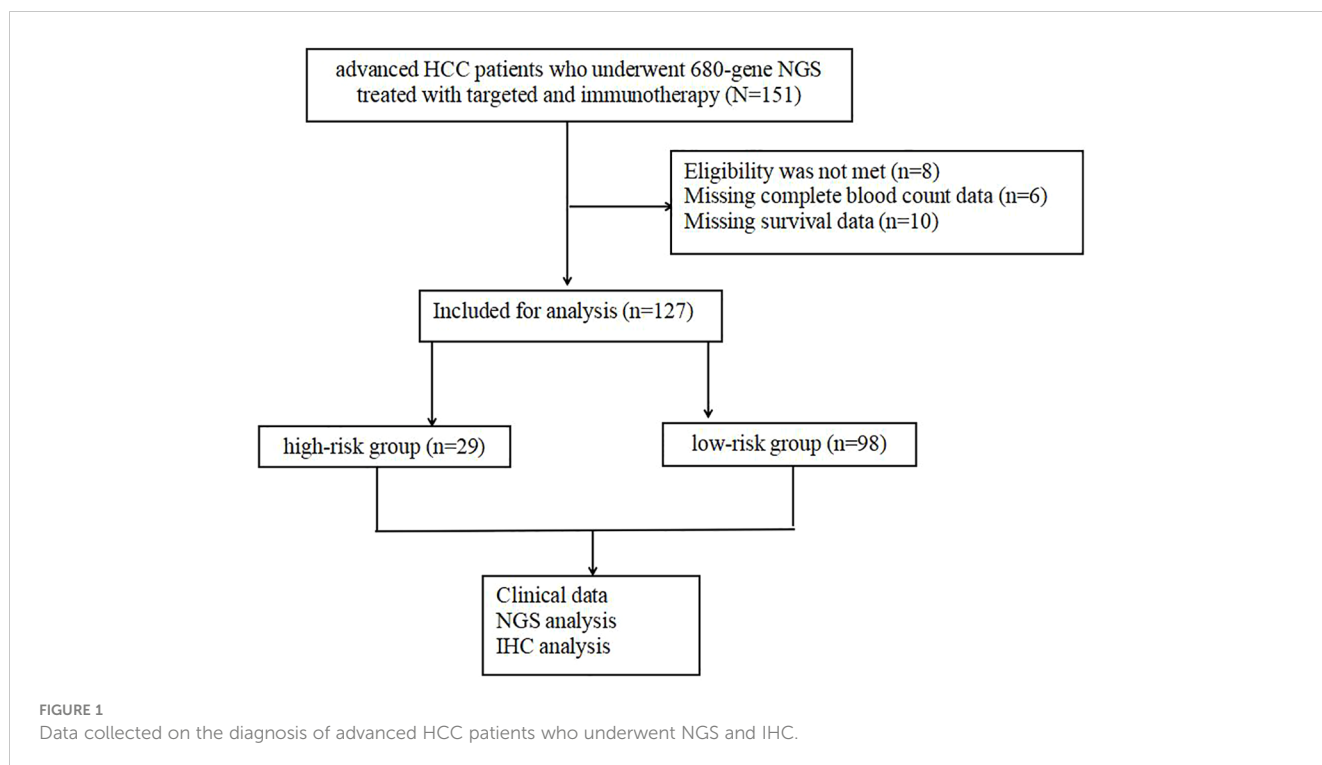 advanced HCC patients who underwent 680-gene NGS
treated with targeted and immunotherapy (N=151)
Eligibility was not met (n=8)
Missing complete blood count data (n=6)
Missing survival data (n=10)
Included for analysis (n=127)
high-risk group (n=29)
low-risk group (n=98)
Clinical data
NGS analysis
IHC analysis
FIGURE 1
Data collected on the diagnosis of advanced HCC patients who underwent NGS and IHC.